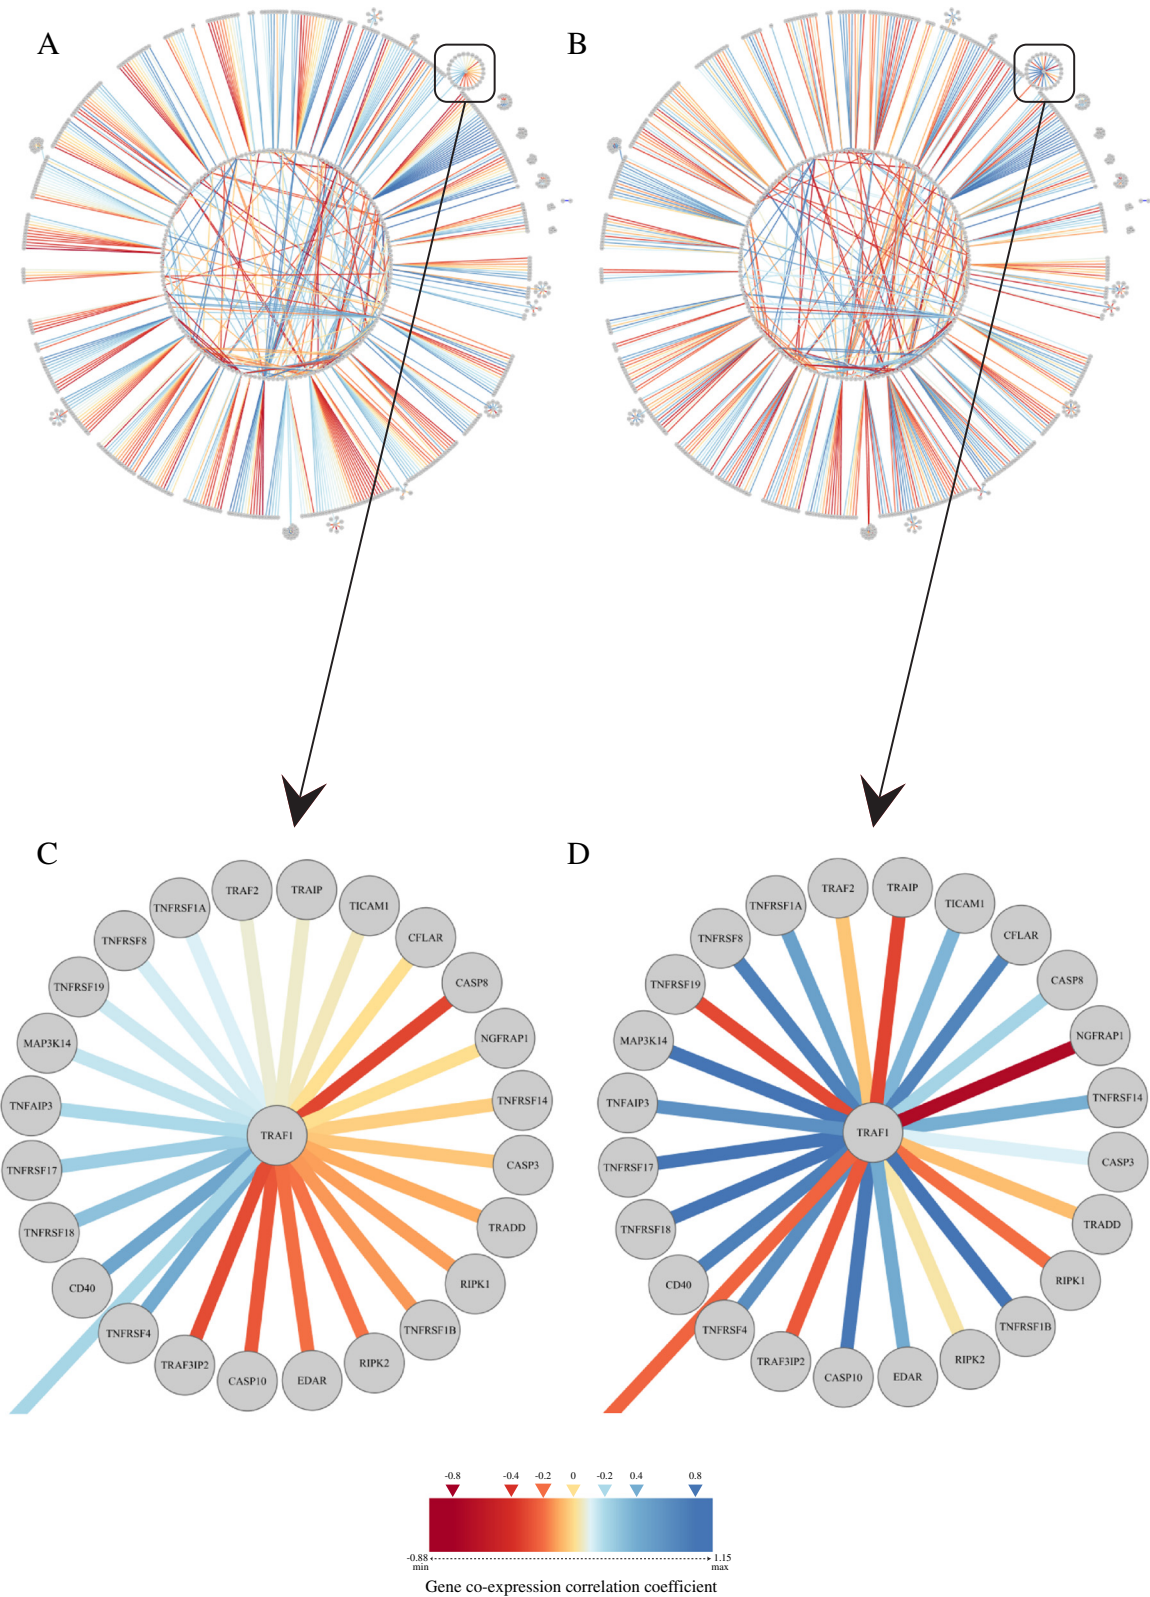 A
B
C
D
TRAF2
TRAIP
TICAM1
CFLAR
CASP8
NGFRAP1
TNFRSF14
CASP3
TRADD
RIPK1
TNFRSF1B
RIPK2
EDAR
CASP10
TRAF3IP2
TNFRSF4
CD40
TNFRSF18
TNFRSF17
TNFAIP3
MAP3K14
TNFRSF19
TNFRSF8
TNFRSF1A
TRAF1
TRAF2
TRAIP
TICAM1
CFLAR
CASP8
NGFRAP1
TNFRSF14
CASP3
TRADD
RIPK1
TNFRSF1B
RIPK2
EDAR
CASP10
TRAF3IP2
TNFRSF4
CD40
TNFRSF18
TNFRSF17
TNFAIP3
MAP3K14
TNFRSF19
TNFRSF8
TNFRSF1A
TRAF1
-0.8 -0.4 -0.2 0 -0.2 0.4 0.8
-0.88 1.15
min max
Gene co-expression correlation coefficient